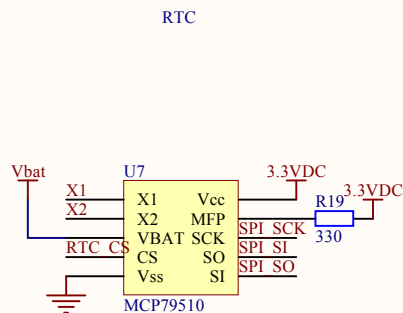 RTC
Vbat
U7
3.3VDC
X1
X1
Vcc
R19
3.3VDC
X2
X2
MFP
330
VBAT
SCK
SPI_SCK
RTC_CS
CS
SO
SPI_SI
Vss
SI
SPI_SO
MCP79510